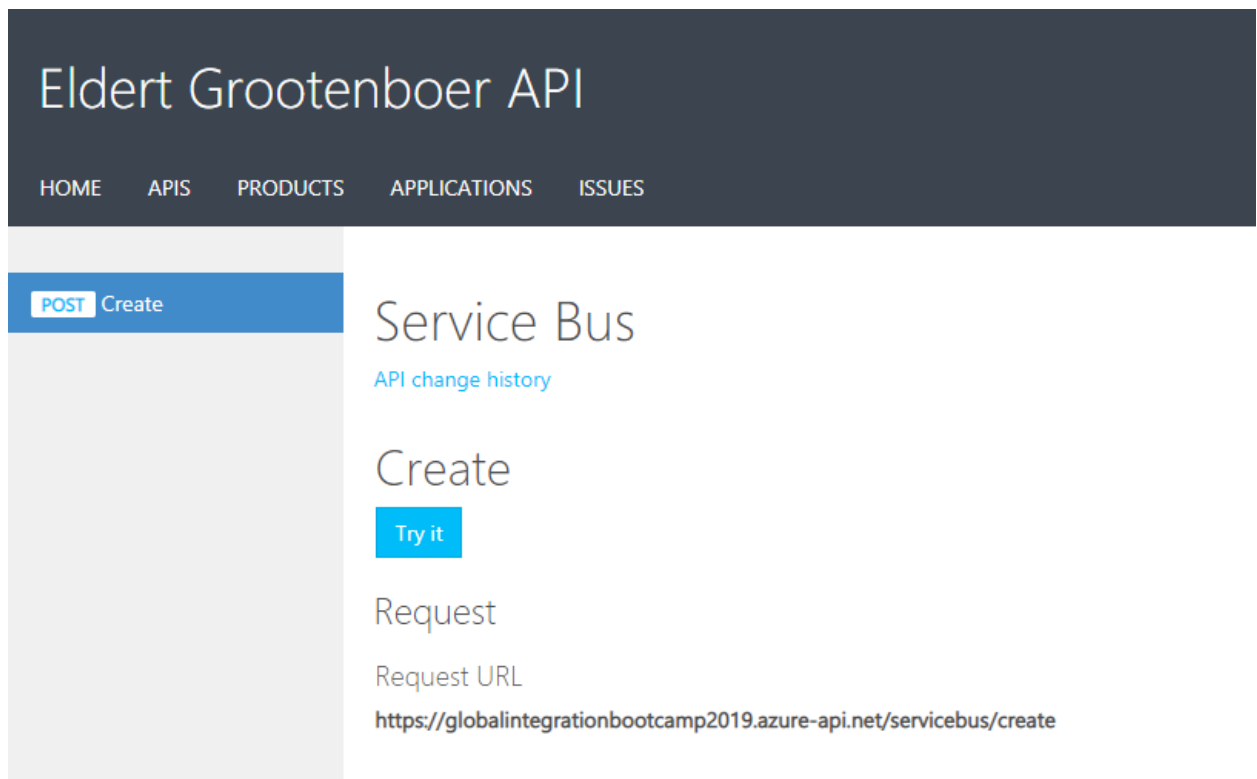 Eldert Grootenboer API
HOME APIS PRODUCTS APPLICATIONS ISSUES
POST Create
Service Bus
API change history
Create
Try it
Request
Request URL
https://globalintegrationbootcamp2019.azure-api.net/servicebus/create